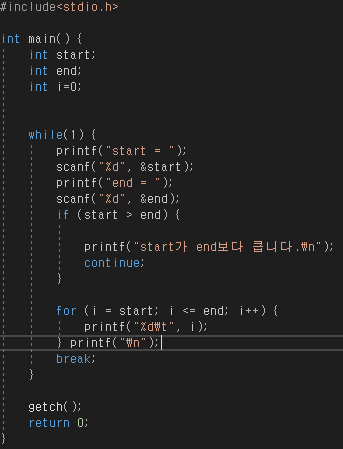 #include<stdio.h>
int main() {
int start;
int end;
int i=0;
while(1) {
printf("start = ");
scanf("%d", &start);
printf("end = ");
scanf("%d", &end);
if (start > end) {
printf("start가 end보다 큽니다.₩n");
continue;
}
for (i = start; i <= end; i++) {
printf("%d₩t", i);
} printf("₩n");
break;
}
getch();
return 0;
}